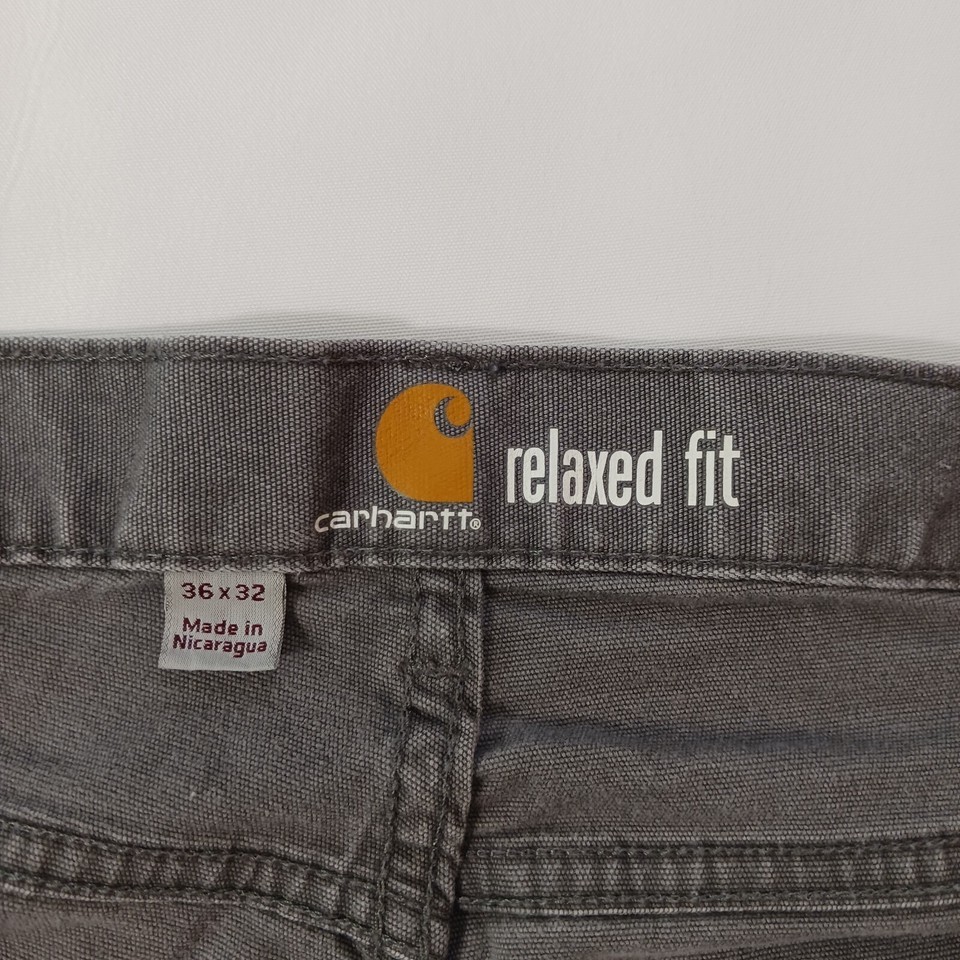 relaxed fit
carhartt®
36 x 32
Made in
Nicaragua